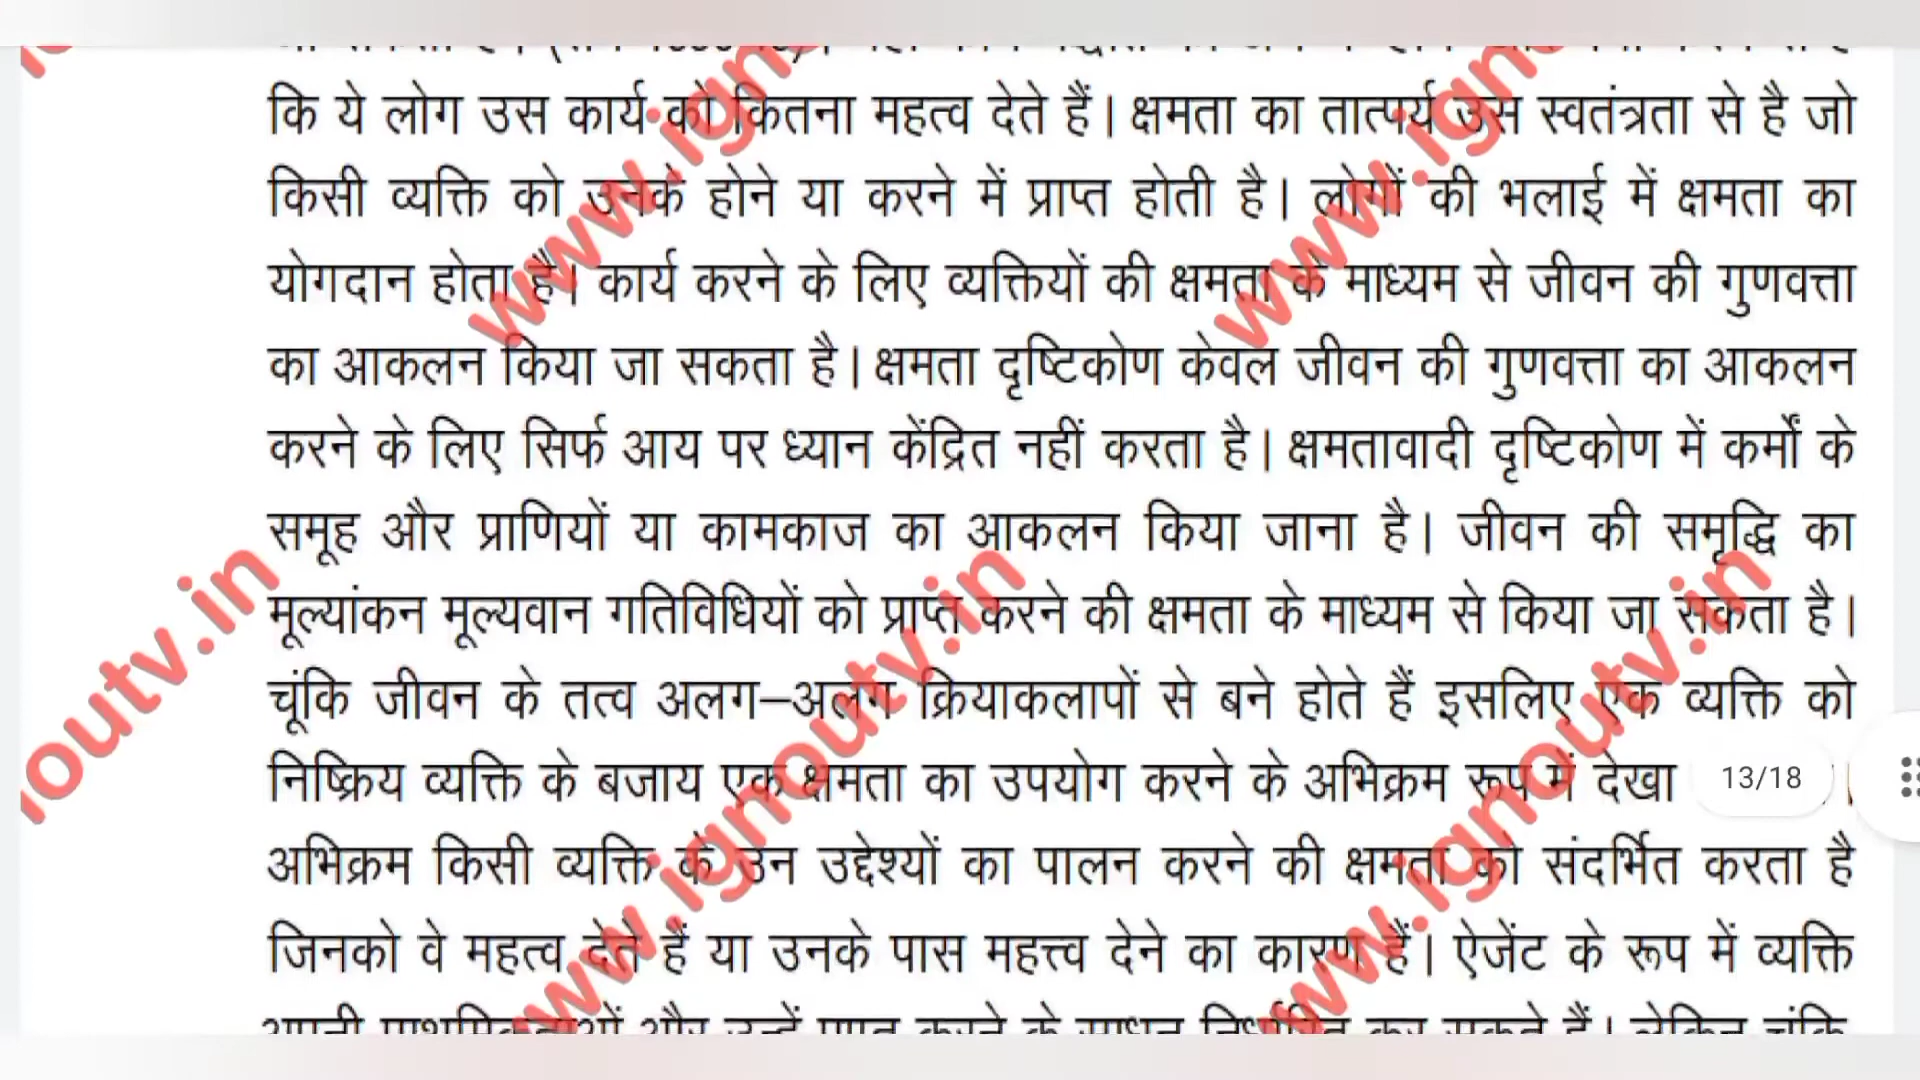 कि ये लोग उस कार्य को कितना महत्व देते हैं। क्षमता का तात्पर्य उस स्वतंत्रता से है जो
किसी व्यक्ति को उनके होने या करने में प्राप्त होती है। लोगों की भलाई में क्षमता का
योगदान होता है। कार्य करने के लिए व्यक्तियों की क्षमता के माध्यम से जीवन की गुणवत्ता
का आकलन किया जा सकता है। क्षमता दृष्टिकोण केवल जीवन की गुणवत्ता का आकलन
करने के लिए सिर्फ आय पर ध्यान केंद्रित नहीं करता है। क्षमतावादी दृष्टिकोण में कर्मों के
समूह और प्राणियों या कामकाज का आकलन किया जाना है। जीवन की समृद्धि का
मूल्यांकन मूल्यवान गतिविधियों को प्राप्त करने की क्षमता के माध्यम से किया जा सकता है।
चूंकि जीवन के तत्व अलग–अलग क्रियाकलापों से बने होते हैं इसलिए एक व्यक्ति को
निष्क्रिय व्यक्ति के बजाय एक क्षमता का उपयोग करने के अभिक्रम रूप में देखा
13/18
अभिक्रम किसी व्यक्ति के उन उद्देश्यों का पालन करने की क्षमता को संदर्भित करता है
जिनको वे महत्व देते हैं या उनके पास महत्त्व देने का कारण हैं। ऐजेंट के रूप में व्यक्ति
www.ignoutv.in